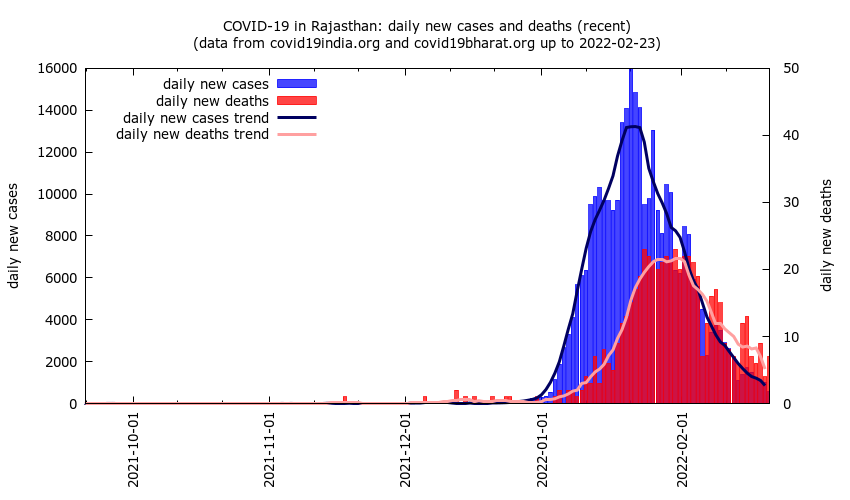 COVID-19 in Rajasthan: daily new cases and deaths (recent)
(data from covid19india.org and covid19bharat.org up to 2022-02-23)
daily new cases
daily new deaths
daily new cases trend
daily new deaths trend
16000
14000
12000
10000
8000
6000
4000
2000
0
daily new cases
50
40
30
20
10
0
daily new deaths
2021-10-01
2021-11-01
2021-12-01
2022-01-01
2022-02-01